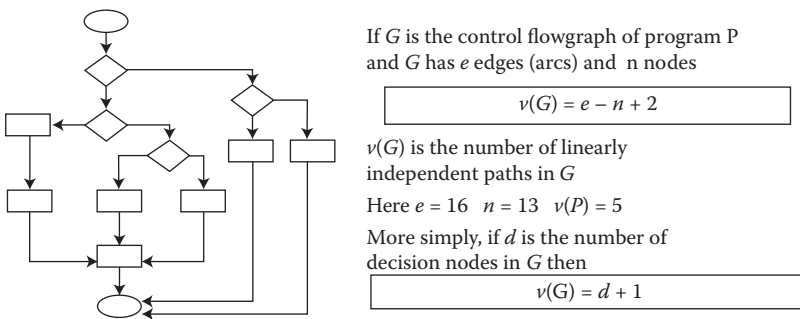 If G is the control flowgraph of program P
and G has e edges (arcs) and n nodes
v(G) = e – n + 2
v(G) is the number of linearly
independent paths in G
Here e = 16 n = 13 v(P) = 5
More simply, if d is the number of
decision nodes in G then
v(G) = d + 1